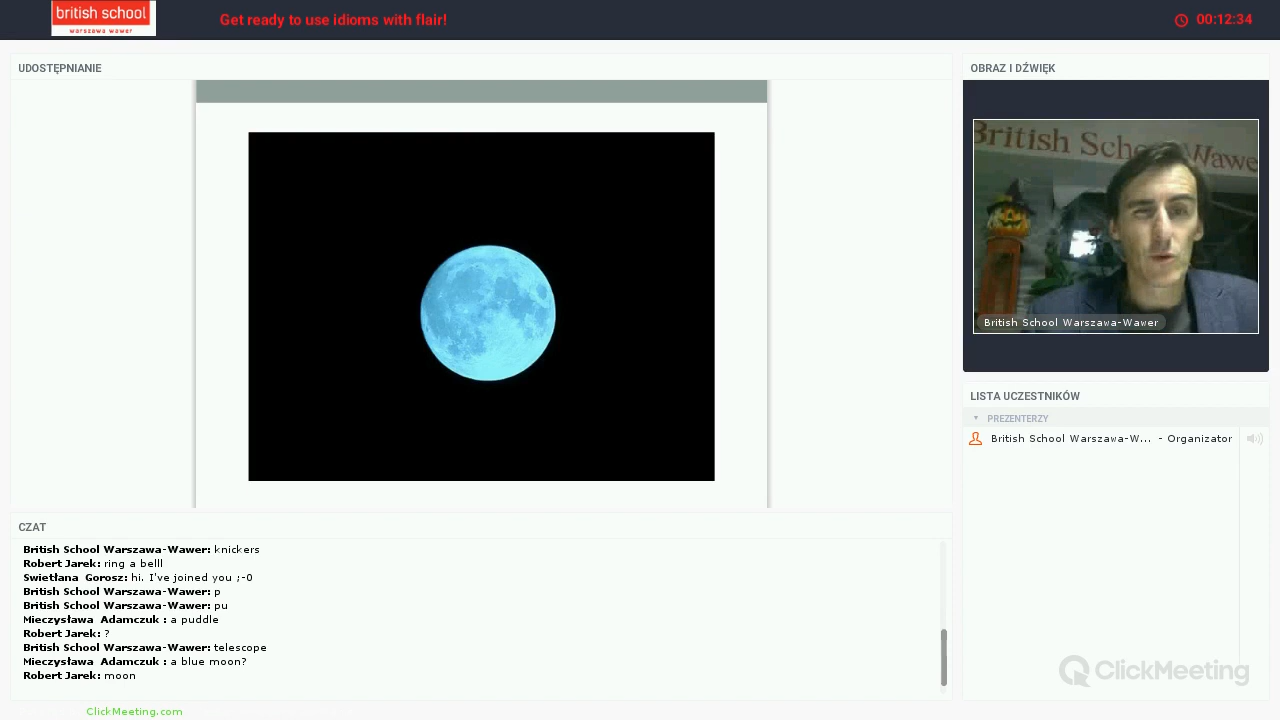 british school
warszawa wawer
Get ready to use idioms with flair!
00:12:34
UDOSTĘPNIANIE
OBRAZ I DŹWIĘK
British School Wawe
British School Warszawa-Wawer
LISTA UCZESTNIKÓW
PREZENTERZY
British School Warszawa-W... - Organizator
CZAT
British School Warszawa-Wawer: knickers
Robert Jarek: ring a belll
Swietłana Gorosz: hi. I've joined you ;-0
British School Warszawa-Wawer: p
British School Warszawa-Wawer: pu
Mieczysława Adamczuk : a puddle
Robert Jarek: ?
British School Warszawa-Wawer: telescope
Mieczysława Adamczuk : a blue moon?
Robert Jarek: moon
ClickMeeting
ClickMeeting.com